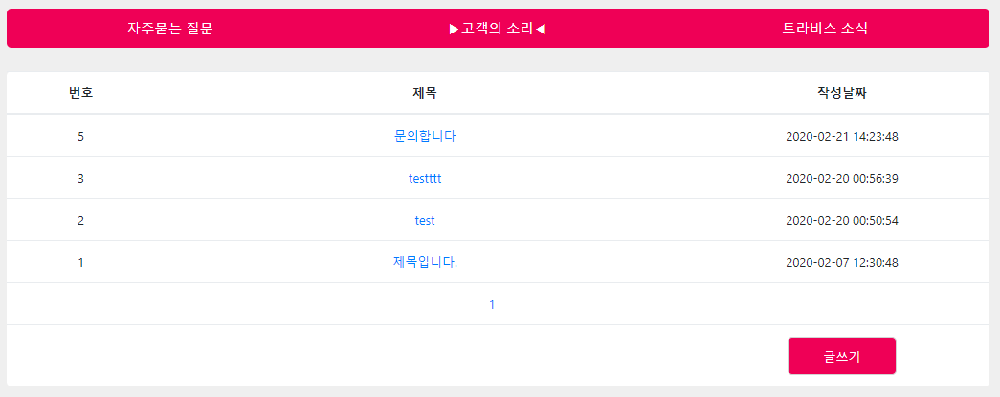 자주묻는 질문 ▶고객의 소리◀ 트라비스 소식
번호 제목 작성날짜
5 문의합니다 2020-02-21 14:23:48
3 testttt 2020-02-20 00:56:39
2 test 2020-02-20 00:50:54
1 제목입니다. 2020-02-07 12:30:48
1
글쓰기